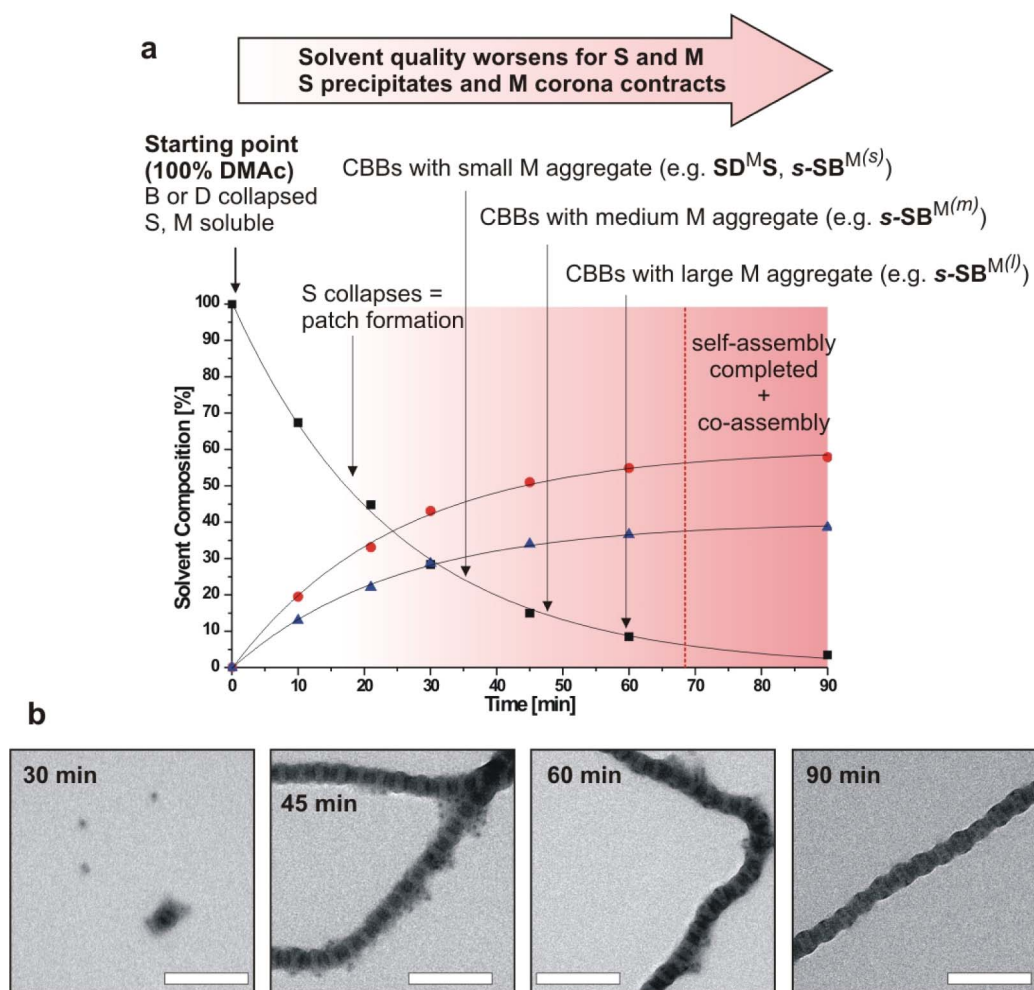 a
Solvent quality worsens for S and M
S precipitates and M corona contracts
Starting point
(100% DMAc)
B or D collapsed
S, M soluble
CBBs with small M aggregate (e.g. SDᴹS, s-SBᴹ⁽ˢ⁾)
CBBs with medium M aggregate (e.g. s-SBᴹ⁽ᵐ⁾)
CBBs with large M aggregate (e.g. s-SBᴹ⁽ˡ⁾)
S collapses =
patch formation
self-assembly
completed
+
co-assembly
Solvent Composition [%]
100
90
80
70
60
50
40
30
20
10
0
0 10 20 30 40 50 60 70 80 90
Time [min]
b
30 min
45 min
60 min
90 min